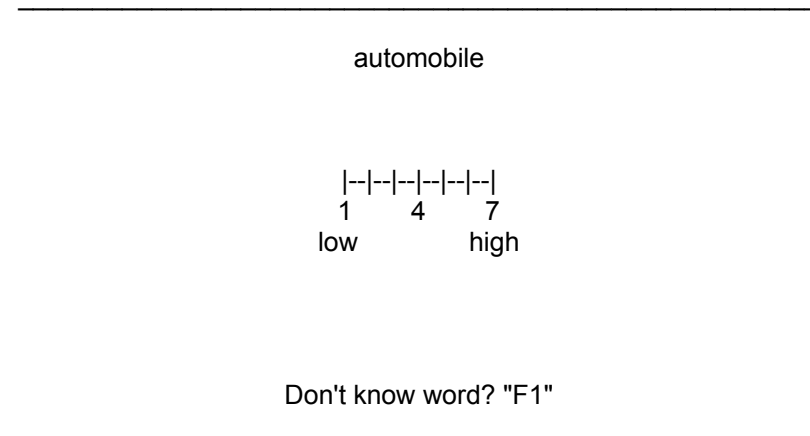 automobile
|--|--|--|--|--|--|
1 4 7
low high
Don't know word? "F1"